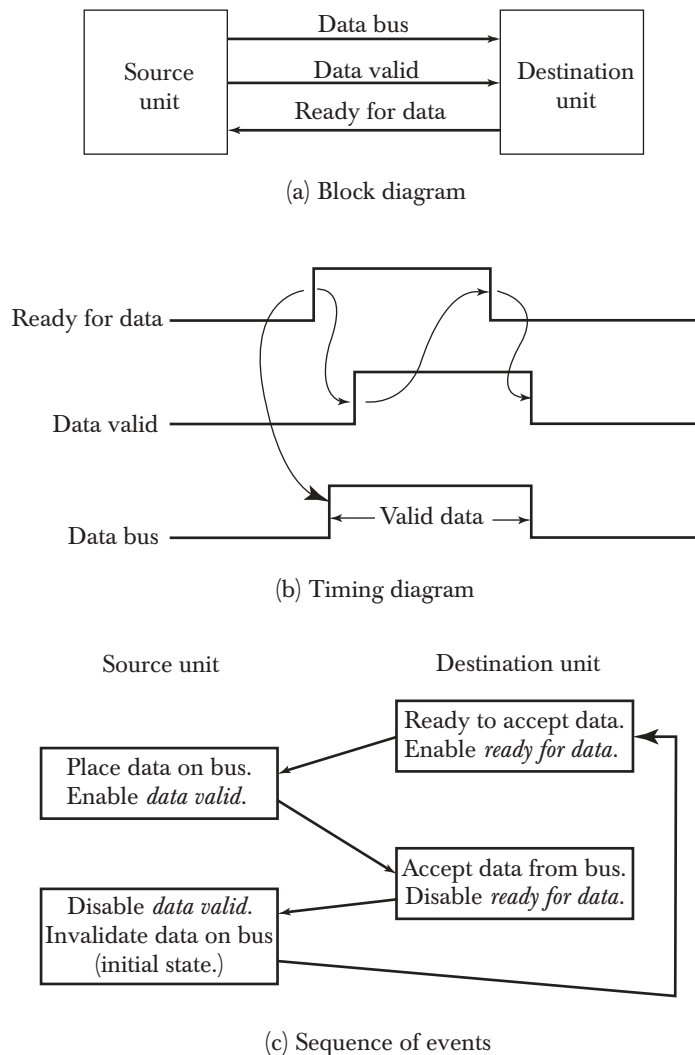 Data bus
Source
unit
Data valid
Destination
unit
Ready for data
(a) Block diagram
Ready for data
Data valid
Valid data
Data bus
(b) Timing diagram
Source unit
Destination unit
Ready to accept data.
Enable ready for data.
Place data on bus.
Enable data valid.
Accept data from bus.
Disable ready for data.
Disable data valid.
Invalidate data on bus
(initial state.)
(c) Sequence of events